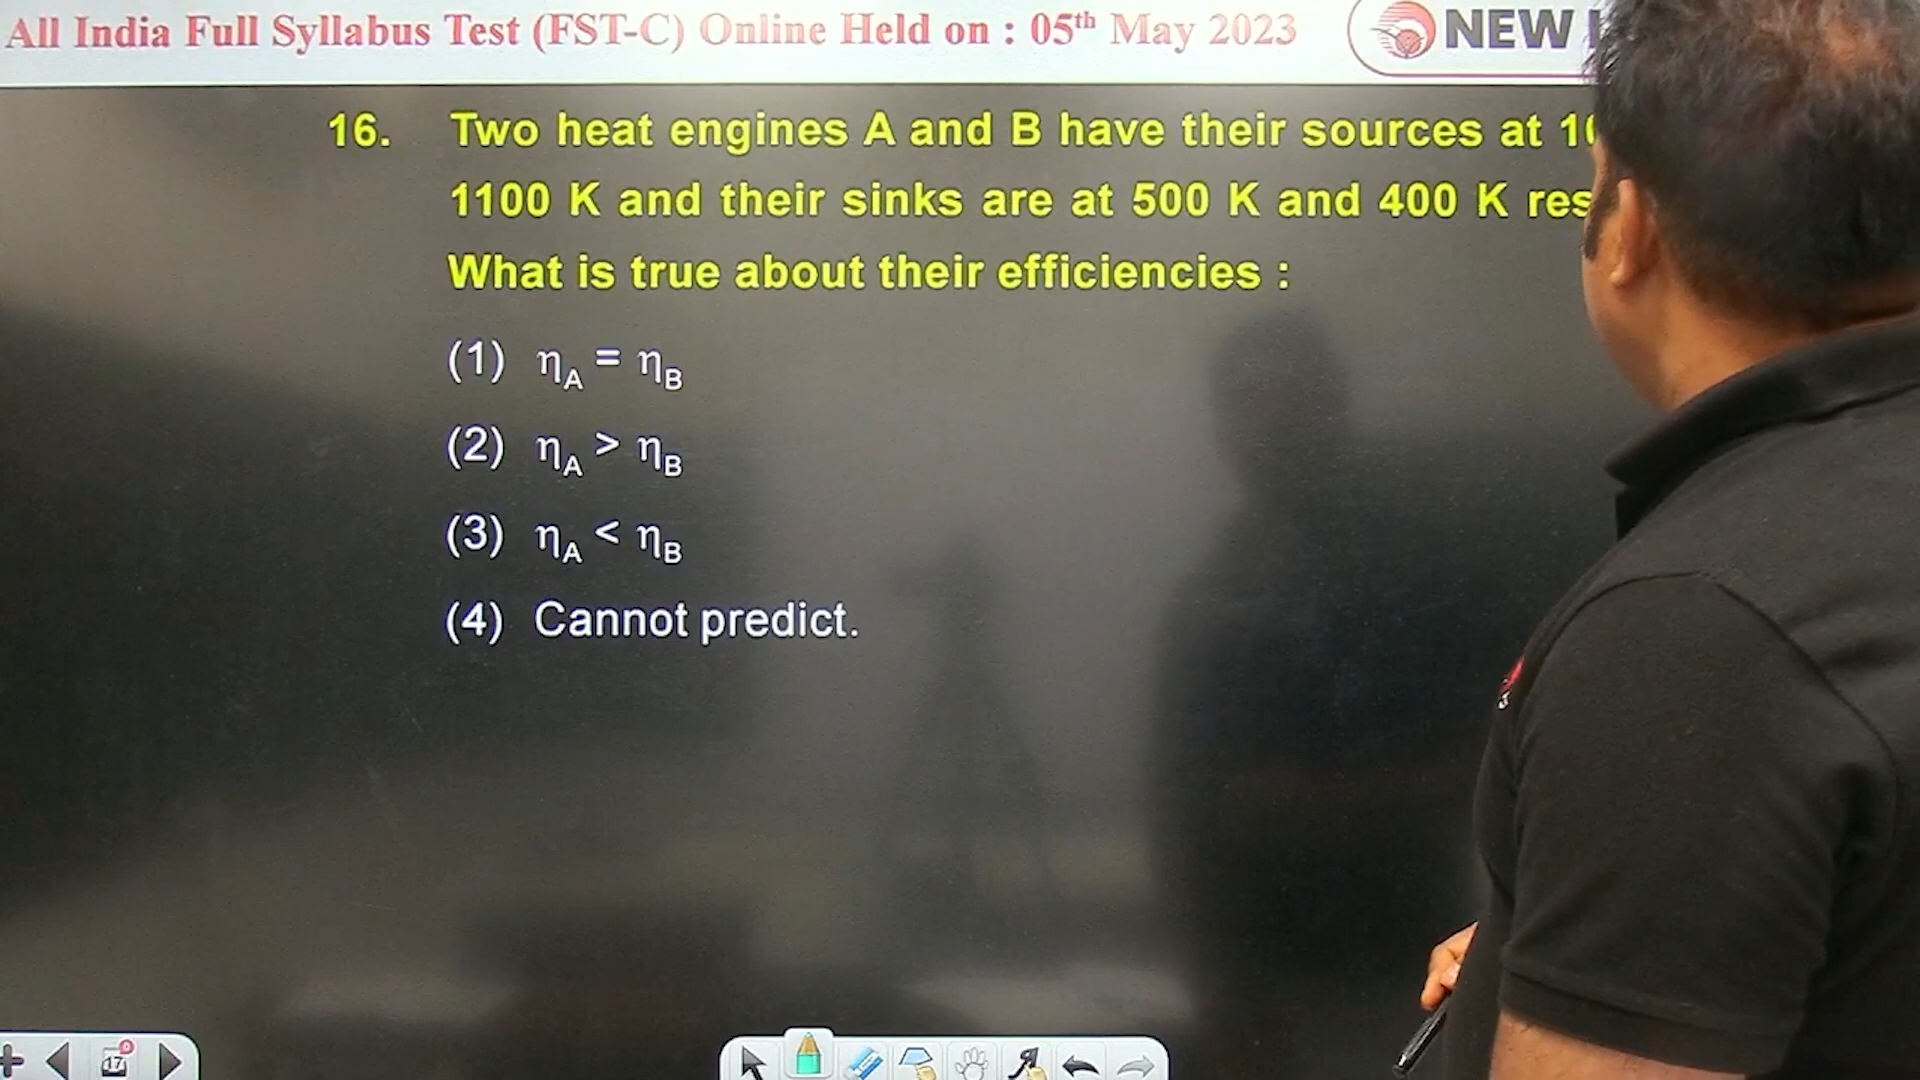 All India Full Syllabus Test (FST-C) Online Held on : 05th May 2023
NEW
16. Two heat engines A and B have their sources at
1100 K and their sinks are at 500 K and 400 K
What is true about their efficiencies :
(1) ηA = ηB
(2) ηA > ηB
(3) ηA < ηB
(4) Cannot predict.
17